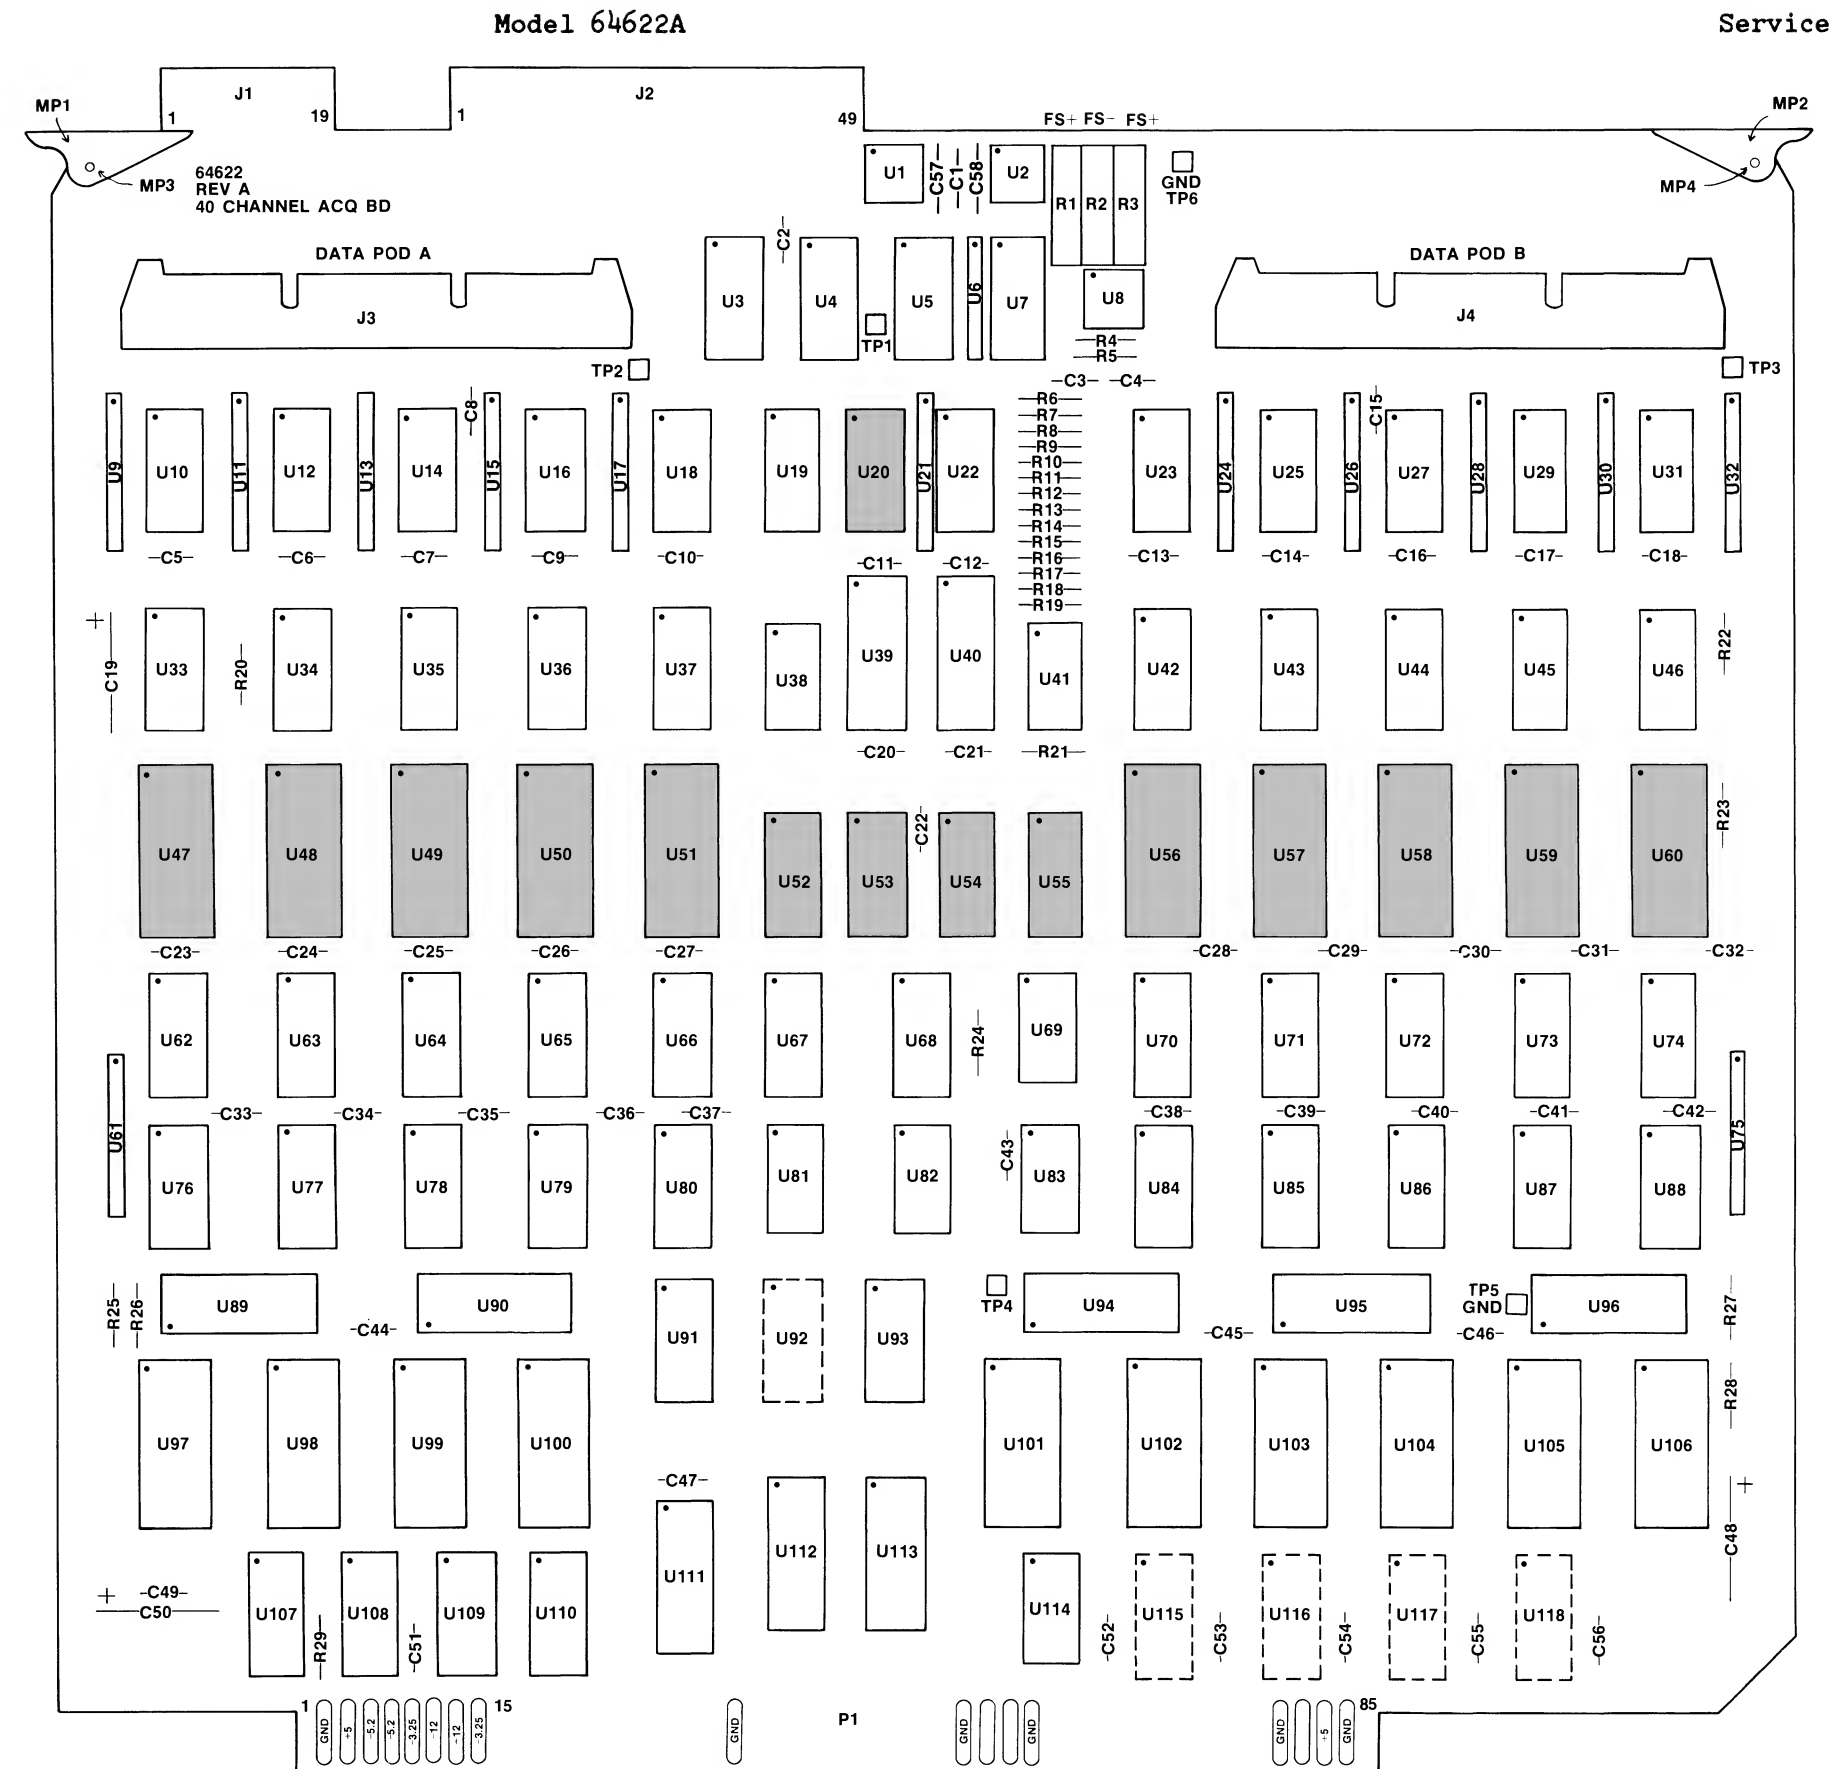 Model 64622A Service
J1 J2
MP1 MP2
1 19 1 49 FS+ FS- FS+
MP3 MP4
64622
REV A
40 CHANNEL ACQ BD
U1 C57 C1 C58 U2 GND
TP6
R1 R2 R3
C2
DATA POD A DATA POD B
U3 U4 U5 U6 U7 U8
J3 J4
TP1
R4
R5
TP2 TP3
C3 C4
C8 C15
R6
R7
R8
R9
R10
R11
R12
R13
R14
R15
R16
R17
R18
R19
U9 U10 U11 U12 U13 U14 U15 U16 U17 U18 U19 U20 U21 U22 U23 U24 U25 U26 U27 U28 U29 U30 U31 U32
C5 C6 C7 C9 C10 C11 C12 C13 C14 C16 C17 C18
+
C19 U33 R20 U34 U35 U36 U37 U38 U39 U40 U41 U42 U43 U44 U45 U46 R22
C20 C21 R21
C22 R23
U47 U48 U49 U50 U51 U52 U53 U54 U55 U56 U57 U58 U59 U60
C23 C24 C25 C26 C27 C28 C29 C30 C31 C32
U62 U63 U64 U65 U66 U67 U68 R24 U69 U70 U71 U72 U73 U74
C33 C34 C35 C36 C37 C38 C39 C40 C41 C42
U61 U75
C43
U76 U77 U78 U79 U80 U81 U82 U83 U84 U85 U86 U87 U88
R25 R26 U89 C44 U90 U91 U92 U93 TP4 U94 C45 U95 TP5
GND C46 U96 R27
R28
U97 U98 U99 U100 U101 U102 U103 U104 U105 U106
C47
+
C48
U111 U112 U113
+ C49
C50
U107 R29 U108 C51 U109 U110 U114 C52 U115 C53 U116 C54 U117 C55 U118 C56
1 15 P1 85
GND +5 -5.2 -5.2 -3.25 -12 +12 -3.25 GND GND GND GND +5 GND